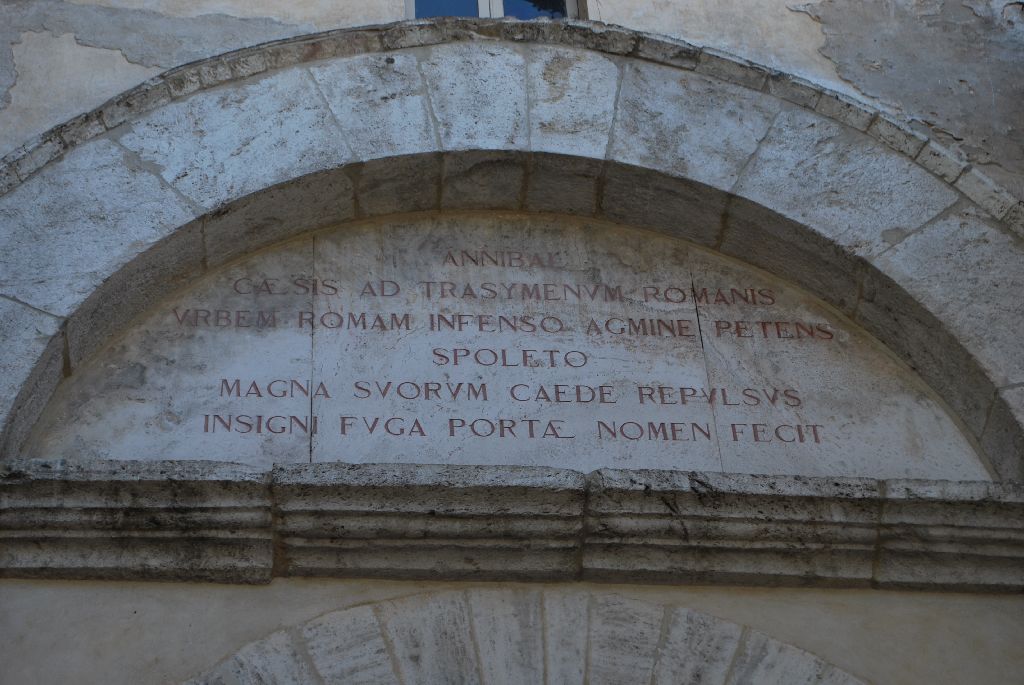 ANNIBAL
CÆSIS AD TRASYMENVM ROMANIS
VRBEM ROMAM INFENSO AGMINE PETENS
SPOLETO
MAGNA SVORVM CAEDE REPVLSVS
INSIGNI FVGA PORTÆ NOMEN FECIT